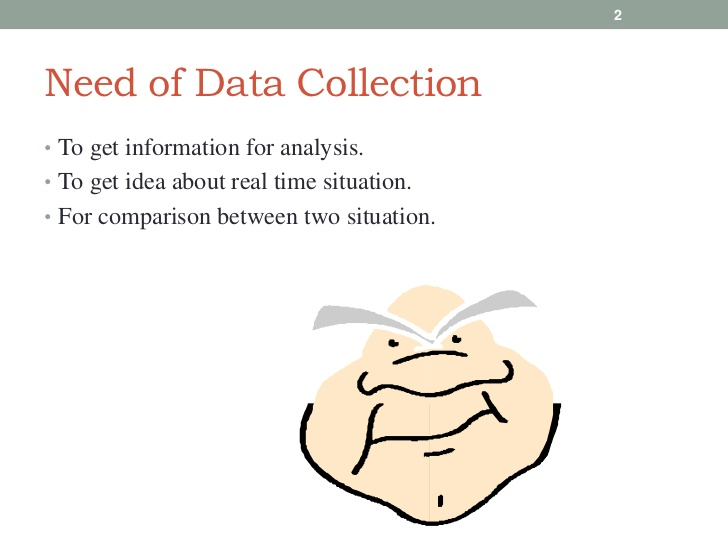 2
Need of Data Collection
• To get information for analysis.
• To get idea about real time situation.
• For comparison between two situation.